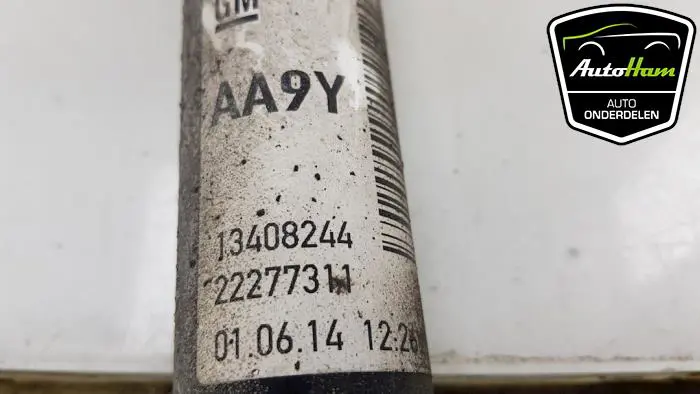 GM
AA9Y
13408244
22277311
01.06.14 12:26
AutoHam
AUTO
ONDERDELEN